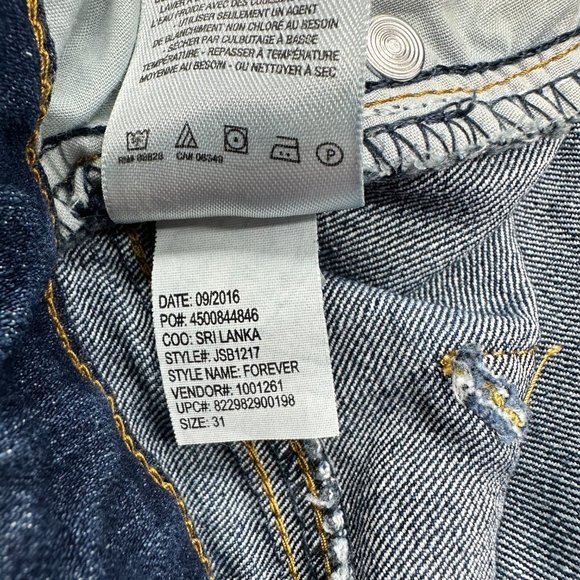 L'EAU FROIDE AVEC DES COULEURS
UTILISER SEULEMENT UN AGENT
DE BLANCHIMENT NON CHLORÉ AU BESOIN
SÉCHER PAR CULBUTAGE À BASSE
TEMPÉRATURE - REPASSER À TEMPÉRATURE
MOYENNE AU BESOIN - OU NETTOYER À SEC
P
RN# 89828
CA# 06349
DATE: 09/2016
PO#: 4500844846
COO: SRI LANKA
STYLE#: JSB1217
STYLE NAME: FOREVER
VENDOR#: 1001261
UPC#: 822982900198
SIZE: 31